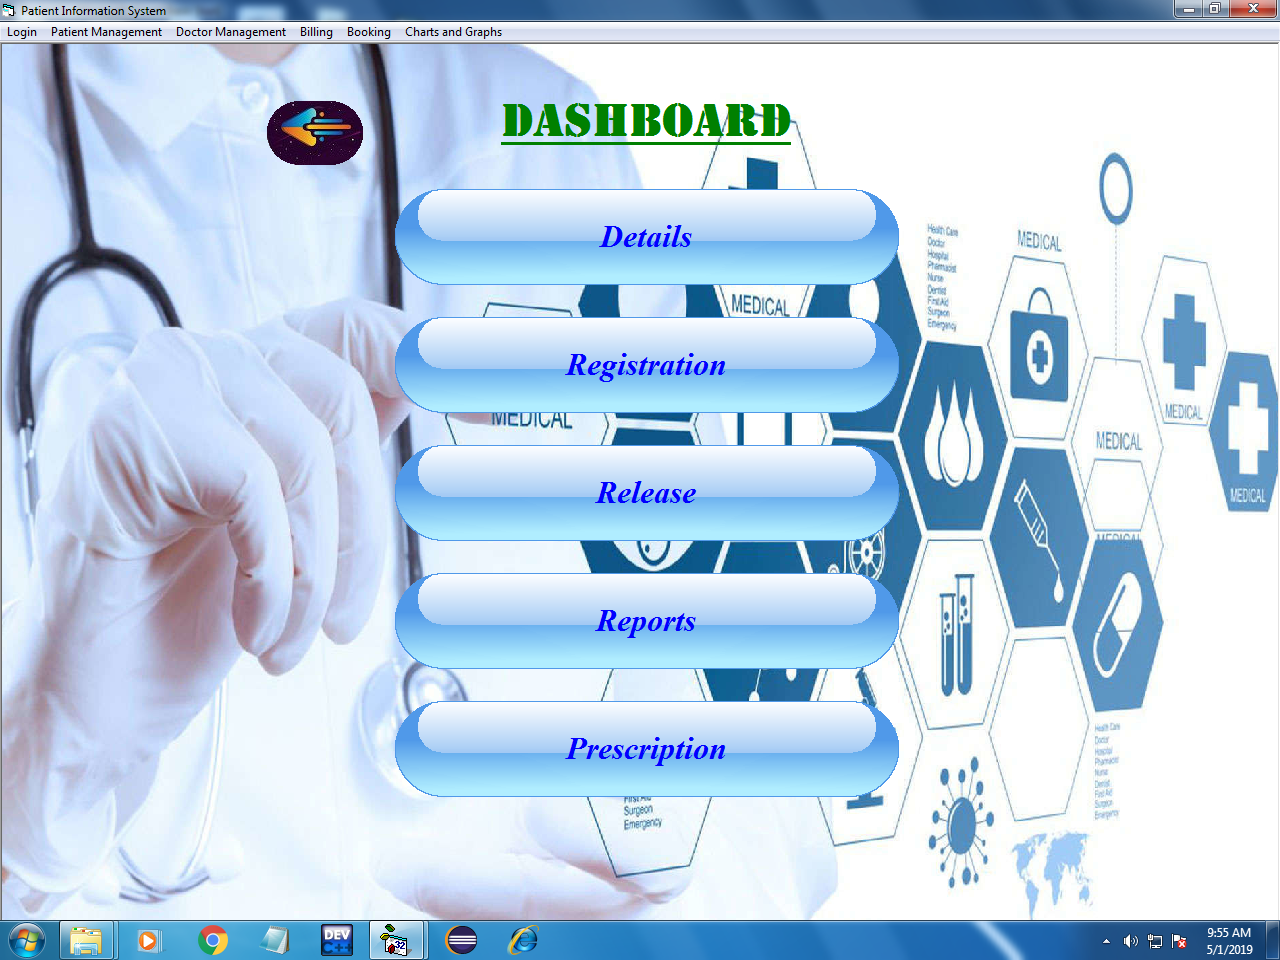 Patient Information System
Login Patient Management Doctor Management Billing Booking Charts and Graphs
DASHBOARD
Details
Registration
Release
Reports
Prescription
MEDICAL
MEDICAL
Health Care
Doctor
Hospital
Pharmacist
Nurse
Dentist
First Aid
Surgeon
Emergency
MEDICAL
MEDICAL
MEDICAL
MEDICAL
MEDICAL
Health Care
Doctor
Hospital
Pharmacist
Nurse
Dentist
First Aid
Surgeon
Emergency
First Aid
Surgeon
Emergency
DEV
C++
32
9:55 AM
5/1/2019